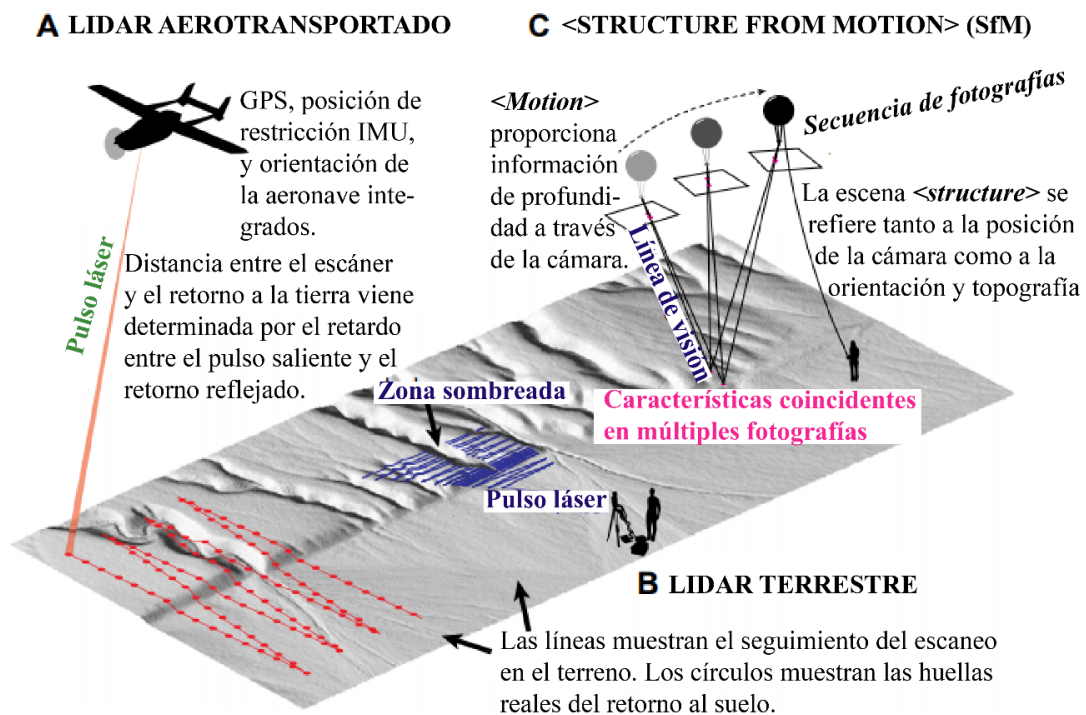 A LIDAR AEROTRANSPORTADO
GPS, posición de
restricción IMU,
y orientación de
la aeronave inte-
grados.
Pulso láser
Distancia entre el escáner
y el retorno a la tierra viene
determinada por el retardo
entre el pulso saliente y el
retorno reflejado.
C <STRUCTURE FROM MOTION> (SfM)
<Motion>
proporciona
información
de profundi-
dad a través
de la cámara.
Secuencia de fotografías
La escena <structure> se
refiere tanto a la posición
de la cámara como a la
orientación y topografía
Línea de visión
Características coincidentes
en múltiples fotografías
Zona sombreada
Pulso láser
B LIDAR TERRESTRE
Las líneas muestran el seguimiento del escaneo
en el terreno. Los círculos muestran las huellas
reales del retorno al suelo.